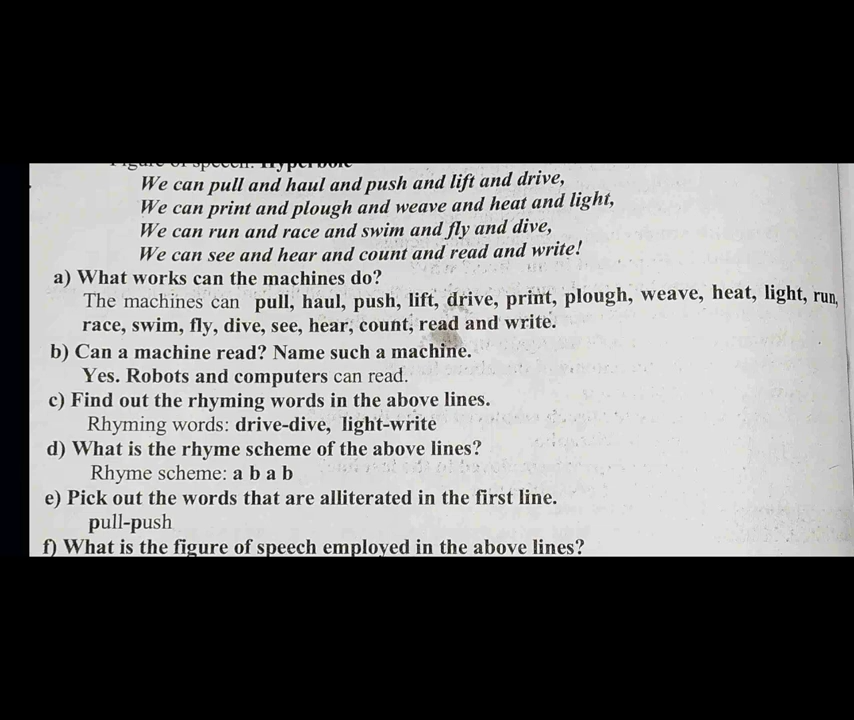 Figure of speech: Hyperbole
We can pull and haul and push and lift and drive,
We can print and plough and weave and heat and light,
We can run and race and swim and fly and dive,
We can see and hear and count and read and write!
a) What works can the machines do?
The machines can pull, haul, push, lift, drive, print, plough, weave, heat, light, run,
race, swim, fly, dive, see, hear, count, read and write.
b) Can a machine read? Name such a machine.
Yes. Robots and computers can read.
c) Find out the rhyming words in the above lines.
Rhyming words: drive-dive, light-write
d) What is the rhyme scheme of the above lines?
Rhyme scheme: a b a b
e) Pick out the words that are alliterated in the first line.
pull-push
f) What is the figure of speech employed in the above lines?